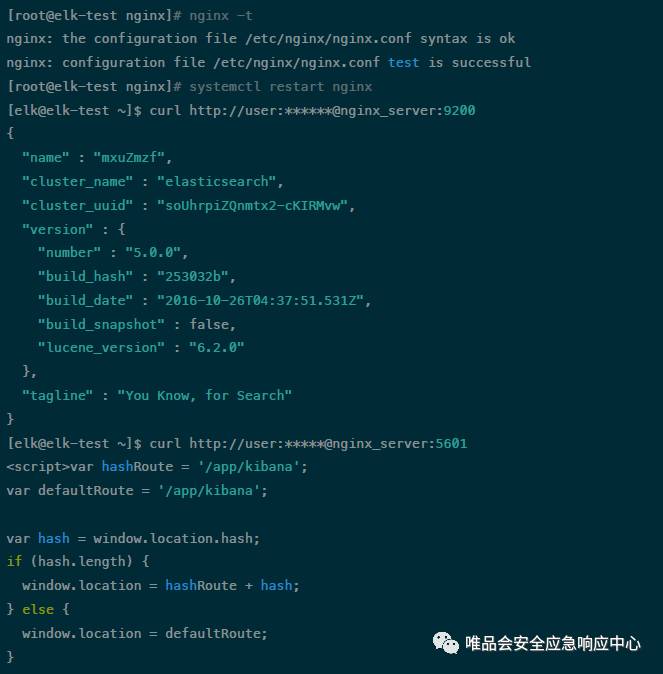 [root@elk-test nginx]# nginx -t
nginx: the configuration file /etc/nginx/nginx.conf syntax is ok
nginx: configuration file /etc/nginx/nginx.conf test is successful
[root@elk-test nginx]# systemctl restart nginx
[elk@elk-test ~]$ curl http://user:******@nginx_server:9200
{
  "name" : "mxuZmzf",
  "cluster_name" : "elasticsearch",
  "cluster_uuid" : "soUhrpiZQnmtx2-cKIRMvw",
  "version" : {
    "number" : "5.0.0",
    "build_hash" : "253032b",
    "build_date" : "2016-10-26T04:37:51.531Z",
    "build_snapshot" : false,
    "lucene_version" : "6.2.0"
  },
  "tagline" : "You Know, for Search"
}
[elk@elk-test ~]$ curl http://user:*****@nginx_server:5601
<script>var hashRoute = '/app/kibana';
var defaultRoute = '/app/kibana';

var hash = window.location.hash;
if (hash.length) {
  window.location = hashRoute + hash;
} else {
  window.location = defaultRoute;
}
唯品会安全应急响应中心